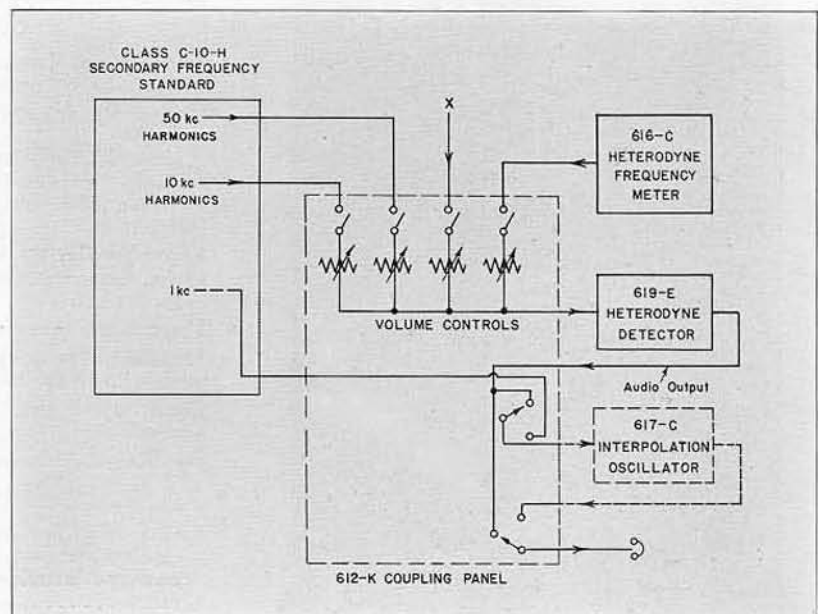 CLASS C-10-H
SECONDARY FREQUENCY
STANDARD
50 kc
HARMONICS
10 kc
HARMONICS
1 kc
X
616-C
HETERODYNE
FREQUENCY
METER
VOLUME CONTROLS
619-E
HETERODYNE
DETECTOR
Audio Output
617-C
INTERPOLATION
OSCILLATOR
612-K COUPLING PANEL